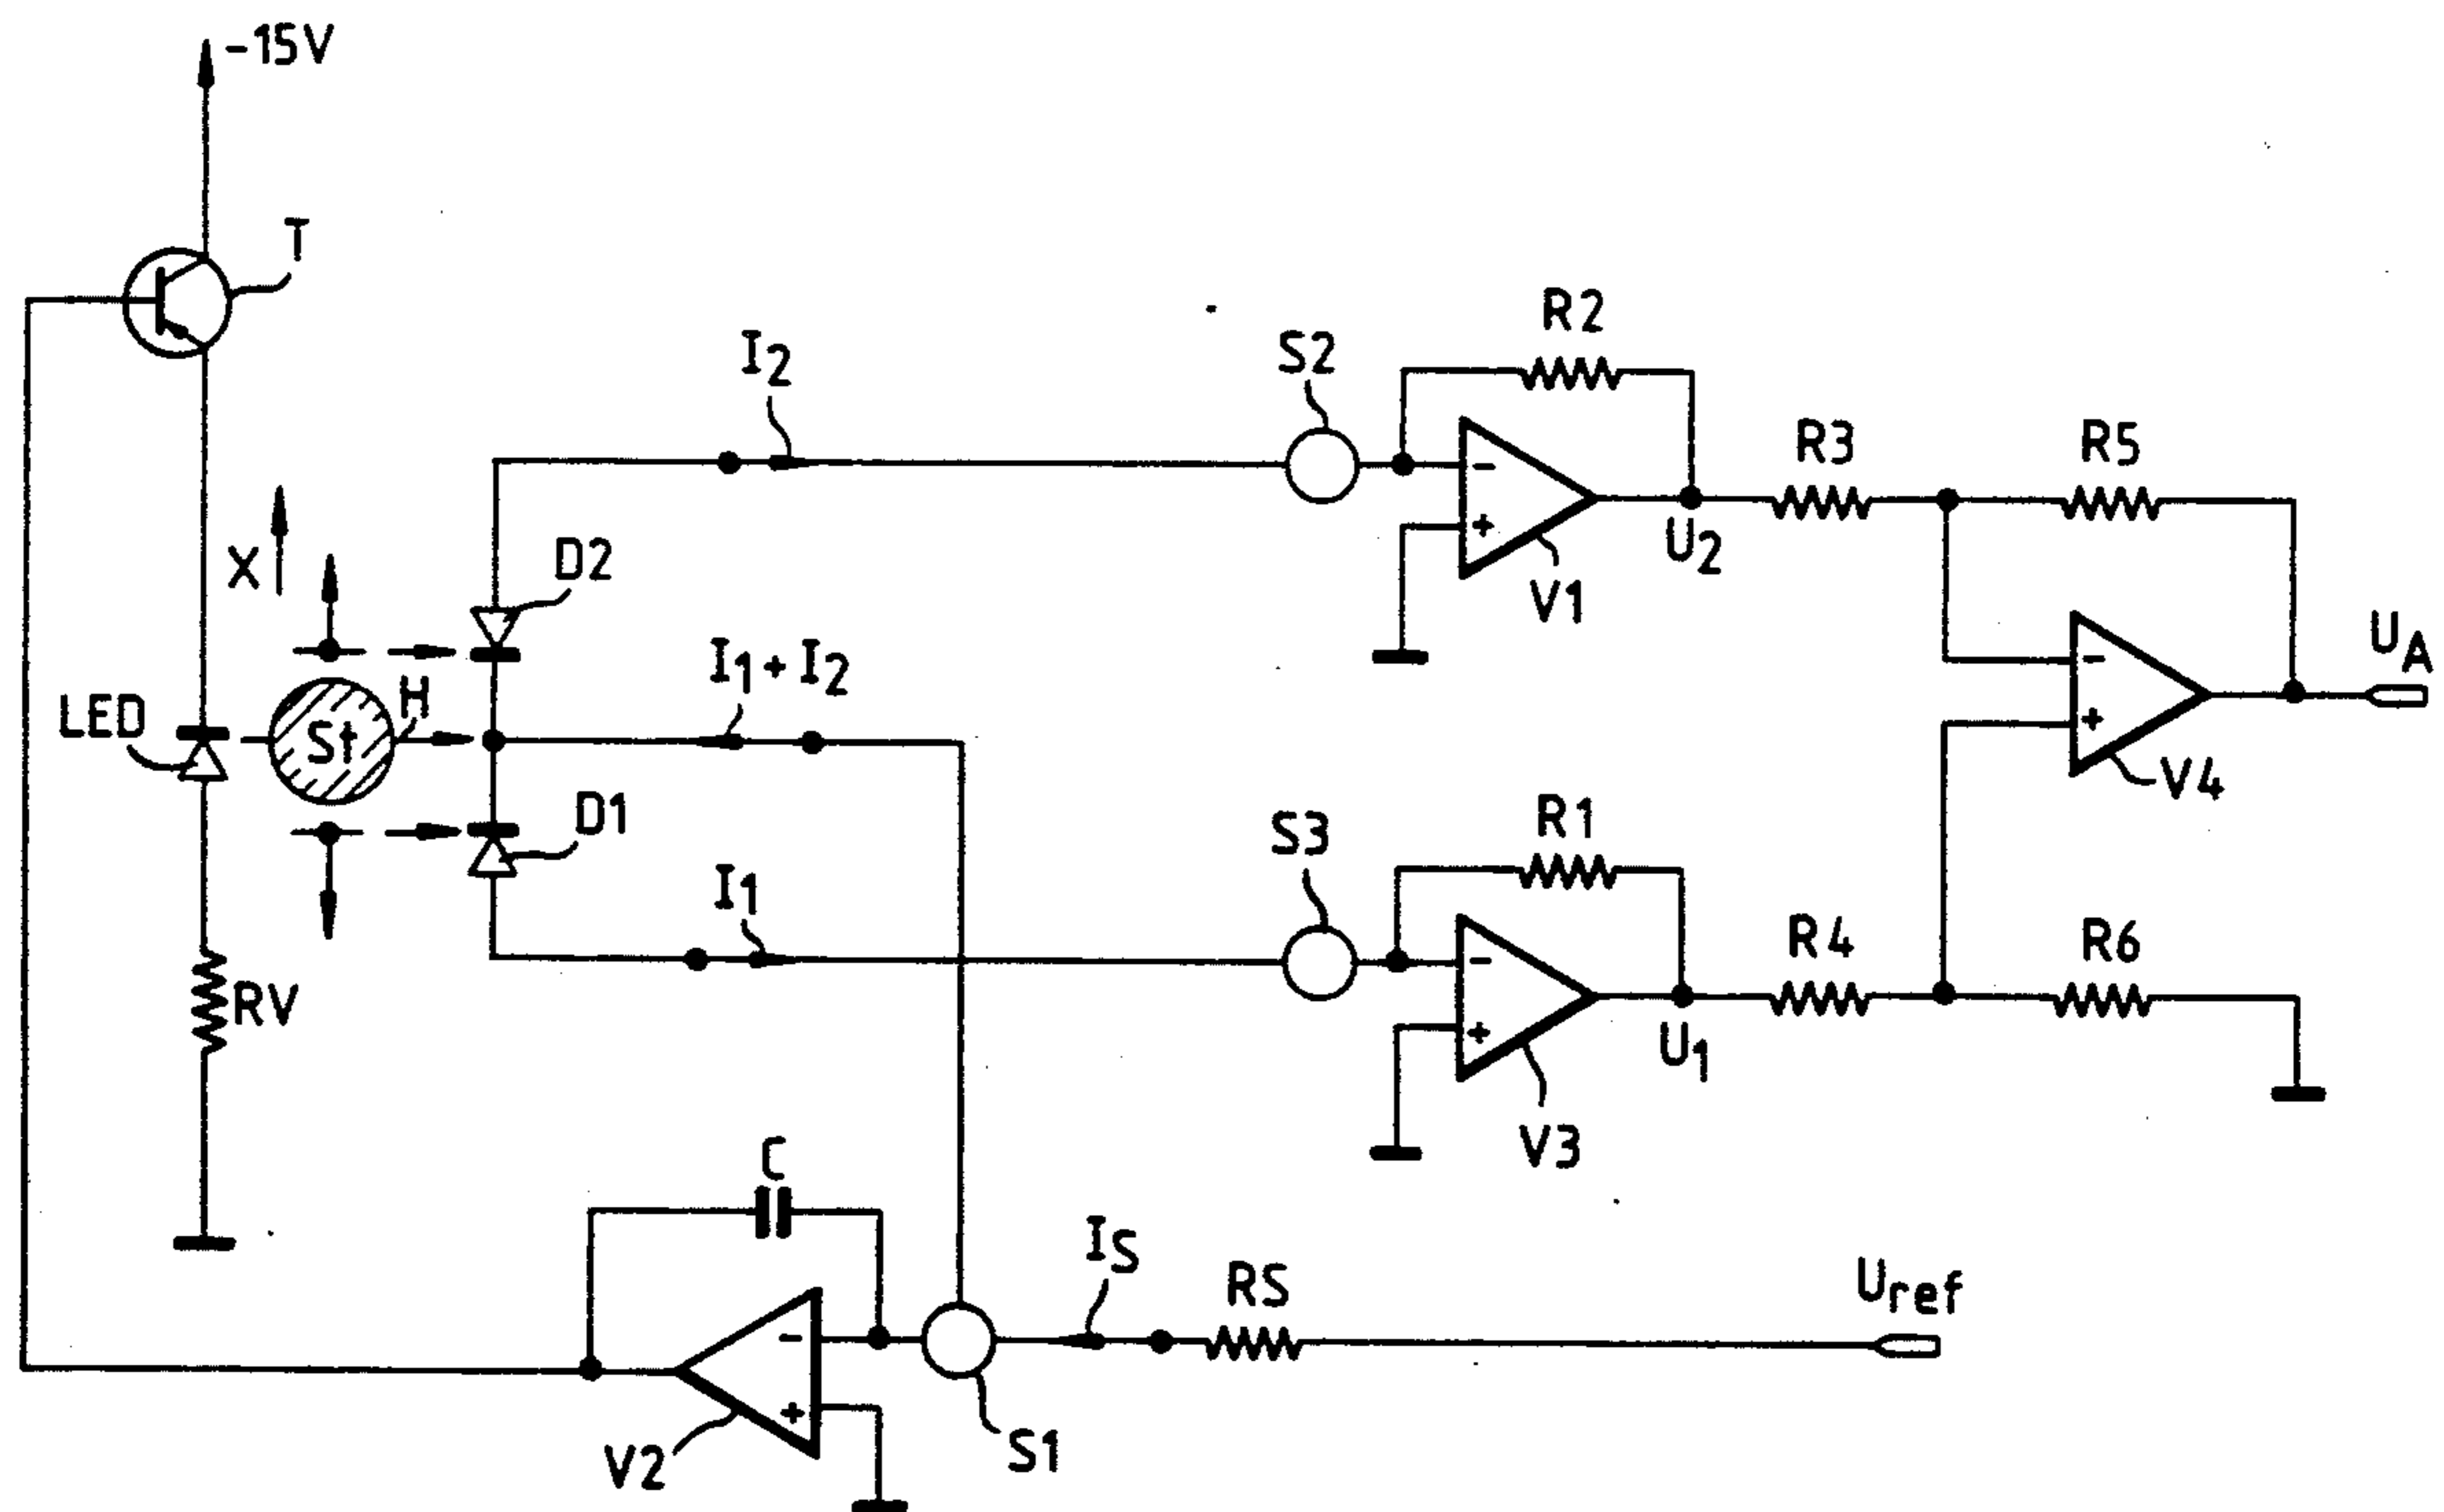 -15V
T
I2
S2
R2
R3
R5
X
D2
U2
V1
UA
LED
St
H
I1+I2
V4
D1
S3
R1
I1
R4
R6
RV
U1
V3
C
IS
RS
Uref
V2
S1
-
+
-
+
-
+
-
+